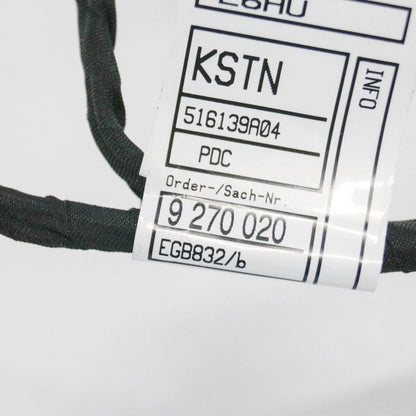 KSTN
INFO
516139A04
PDC
Order-/Sach-Nr.
9 270 020
EGB832/b